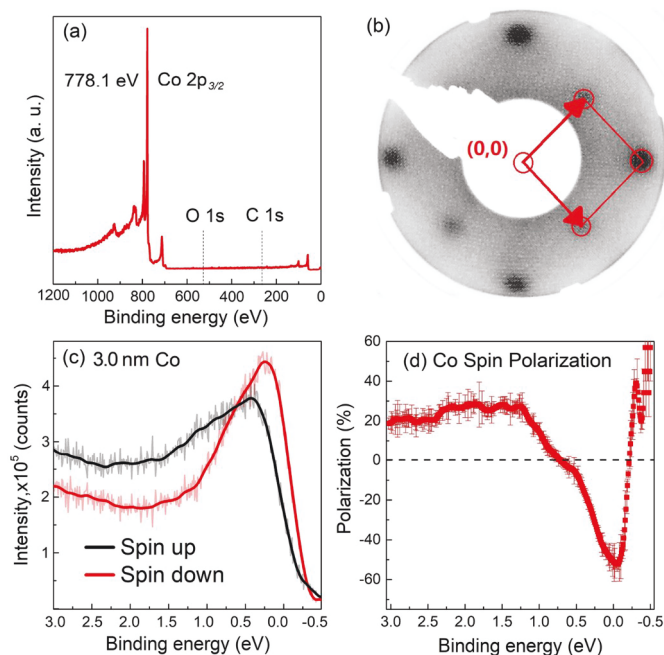 (a)
778.1 eV Co 2p3/2
O 1s C 1s
Intensity (a. u.)
1200 1000 800 600 400 200 0
Binding energy (eV)
(b)
(0,0)
(c) 3.0 nm Co
Intensity,x10^5 (counts)
4
3
2
1
Spin up
Spin down
3.0 2.5 2.0 1.5 1.0 0.5 0.0 -0.5
Binding energy (eV)
(d) Co Spin Polarization
Polarization (%)
60
40
20
0
-20
-40
-60
3.0 2.5 2.0 1.5 1.0 0.5 0.0 -0.5
Binding energy (eV)